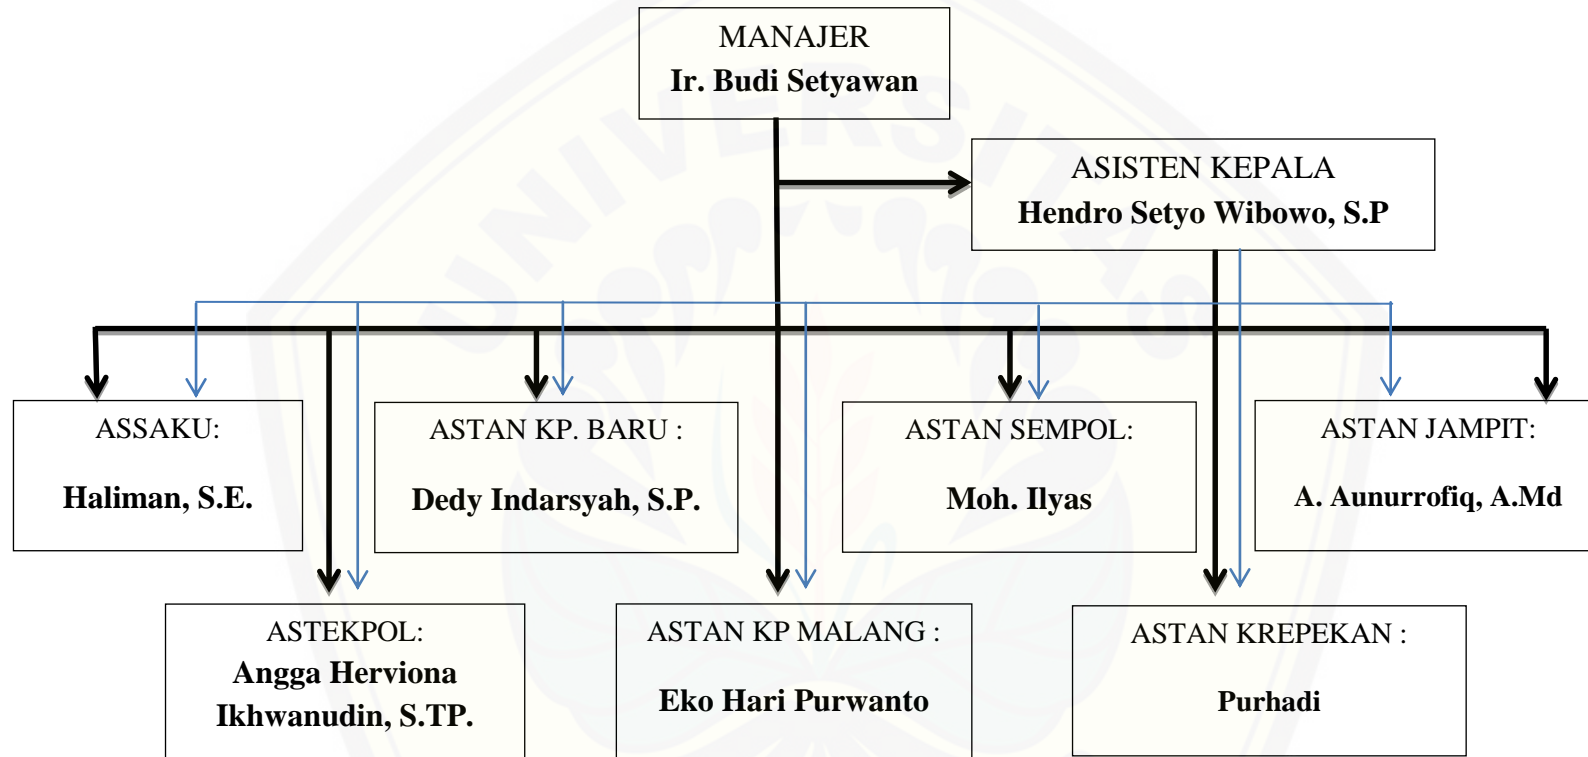 UNIVERSITAS
MANAJER
Ir. Budi Setyawan
ASISTEN KEPALA
Hendro Setyo Wibowo, S.P
ASSAKU:
Haliman, S.E.
ASTAN KP. BARU :
Dedy Indarsyah, S.P.
ASTAN SEMPOL:
Moh. Ilyas
ASTAN JAMPIT:
A. Aunurrofiq, A.Md
ASTEKPOL:
Angga Herviona
Ikhwanudin, S.TP.
ASTAN KP MALANG :
Eko Hari Purwanto
ASTAN KREPEKAN :
Purhadi